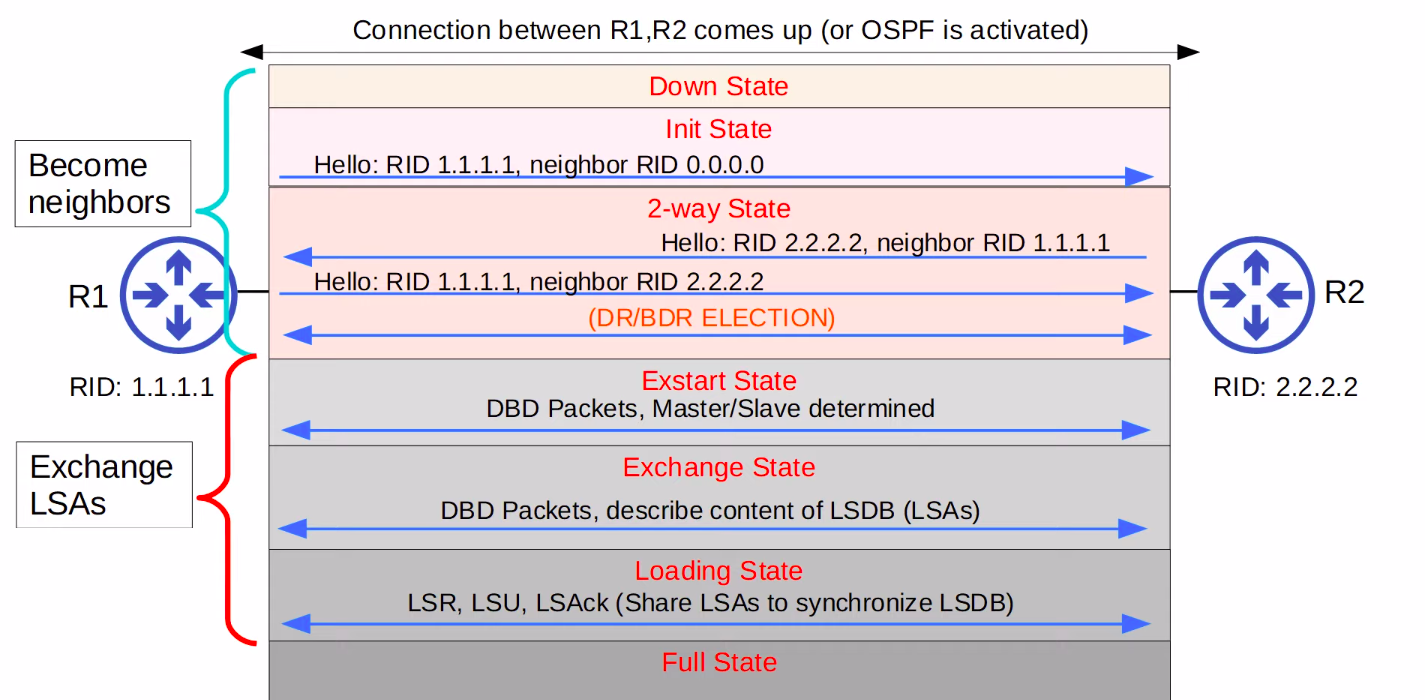 Connection between R1,R2 comes up (or OSPF is activated)
Down State
Init State
Hello: RID 1.1.1.1, neighbor RID 0.0.0.0
Become
neighbors
2-way State
Hello: RID 2.2.2.2, neighbor RID 1.1.1.1
Hello: RID 1.1.1.1, neighbor RID 2.2.2.2
(DR/BDR ELECTION)
R1
R2
RID: 1.1.1.1
RID: 2.2.2.2
Exstart State
DBD Packets, Master/Slave determined
Exchange
LSAs
Exchange State
DBD Packets, describe content of LSDB (LSAs)
Loading State
LSR, LSU, LSAck (Share LSAs to synchronize LSDB)
Full State